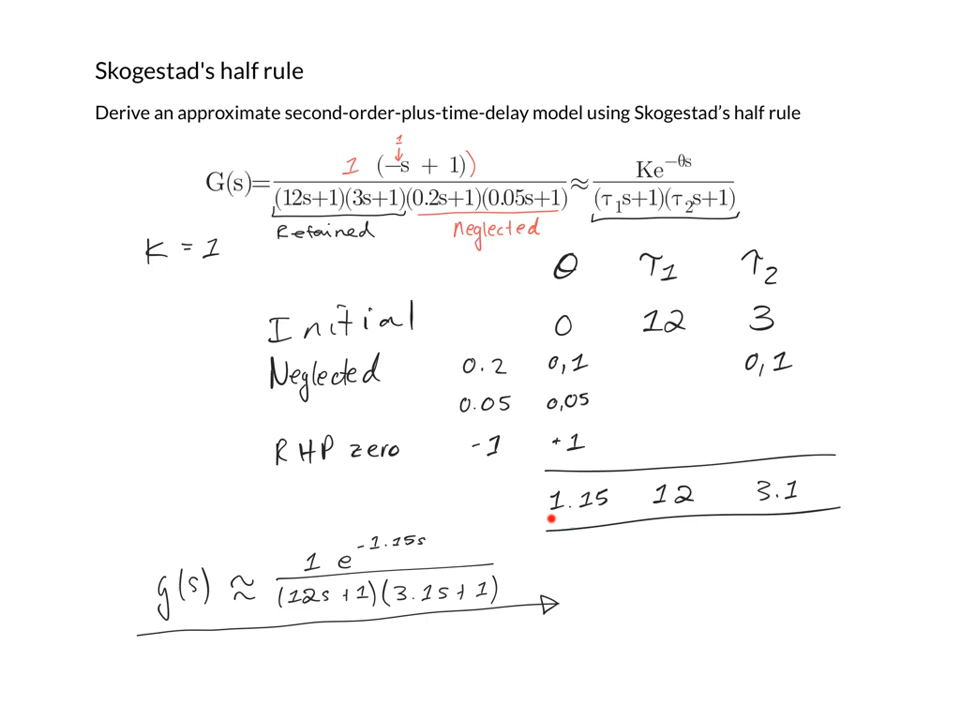 Skogestad's half rule
Derive an approximate second-order-plus-time-delay model using Skogestad's half rule
1
G(s)= 1 (-s + 1)) / (12s+1)(3s+1)(0.2s+1)(0.05s+1) ≈ Ke^{-θs} / (τ₁s+1)(τ₂s+1)
Retained Neglected
K = 1
θ τ1 τ2
Initial 0 12 3
Neglected 0.2 0,1 0,1
0.05 0,05
RHP zero -1 +1
1.15 12 3.1
g(s) ≈ 1 e^{-1.15s} / (12s+1)(3.1s+1)